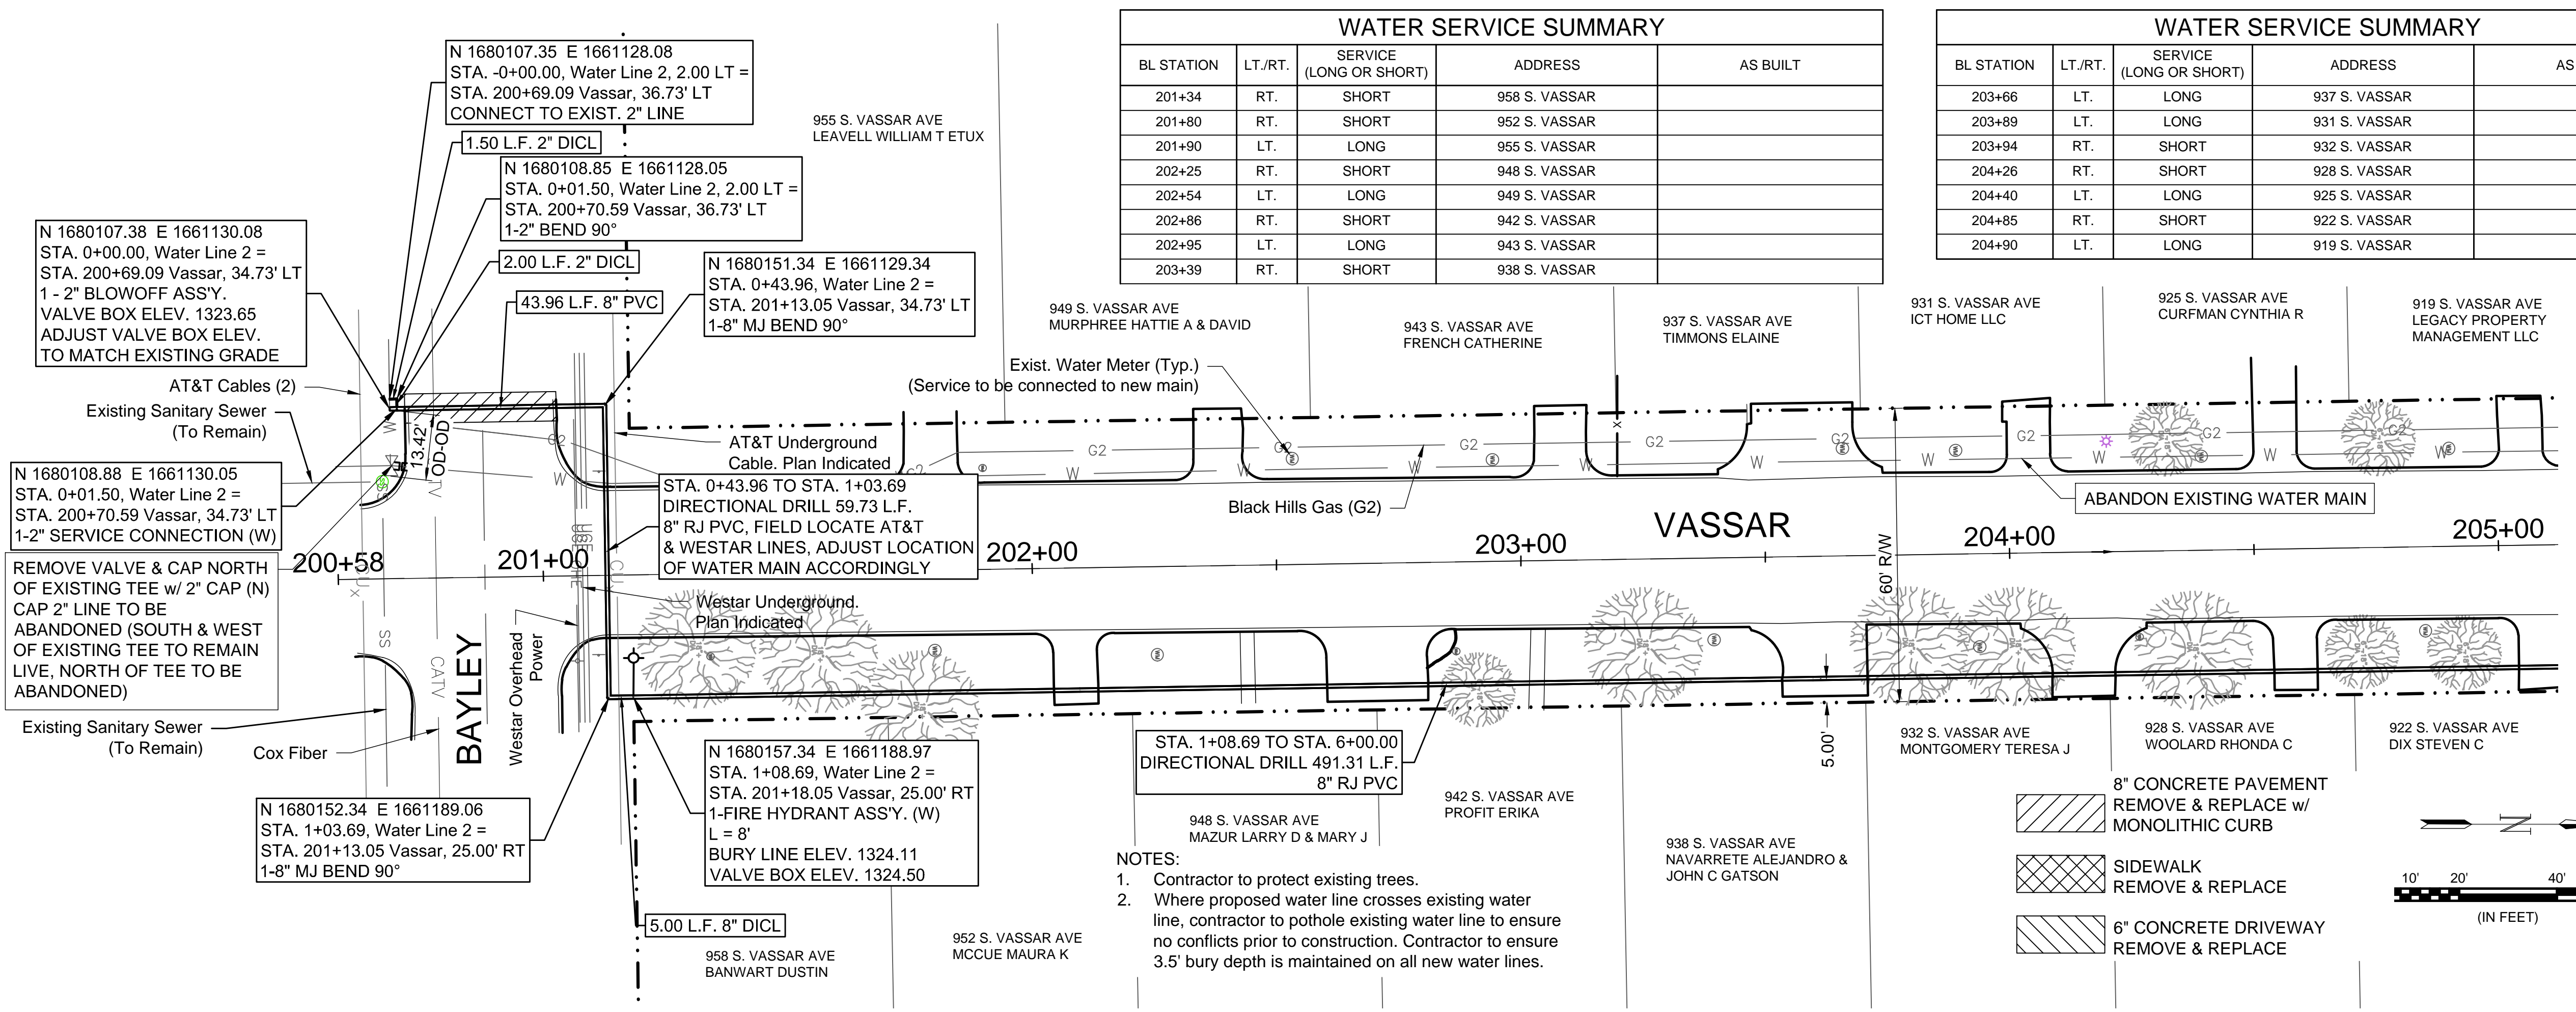 N 1680107.35  E 1661128.08
STA. -0+00.00, Water Line 2, 2.00 LT =
STA. 200+69.09 Vassar, 36.73' LT
CONNECT TO EXIST. 2" LINE
1.50 L.F. 2" DICL
N 1680108.85  E 1661128.05
STA. 0+01.50, Water Line 2, 2.00 LT =
STA. 200+70.59 Vassar, 36.73' LT
1-2" BEND 90°
2.00 L.F. 2" DICL
43.96 L.F. 8" PVC
N 1680107.38  E 1661130.08
STA. 0+00.00, Water Line 2 =
STA. 200+69.09 Vassar, 34.73' LT
1 - 2" BLOWOFF ASS'Y.
VALVE BOX ELEV. 1323.65
ADJUST VALVE BOX ELEV.
TO MATCH EXISTING GRADE
N 1680151.34  E 1661129.34
STA. 0+43.96, Water Line 2 =
STA. 201+13.05 Vassar, 34.73' LT
1-8" MJ BEND 90°
955 S. VASSAR AVE
LEAVELL WILLIAM T ETUX
WATER SERVICE SUMMARY
BL STATION LT./RT. SERVICE (LONG OR SHORT) ADDRESS AS BUILT
201+34 RT. SHORT 958 S. VASSAR
201+80 RT. SHORT 952 S. VASSAR
201+90 LT. LONG 955 S. VASSAR
202+25 RT. SHORT 948 S. VASSAR
202+54 LT. LONG 949 S. VASSAR
202+86 RT. SHORT 942 S. VASSAR
202+95 LT. LONG 943 S. VASSAR
203+39 RT. SHORT 938 S. VASSAR
WATER SERVICE SUMMARY
BL STATION LT./RT. SERVICE (LONG OR SHORT) ADDRESS AS
203+66 LT. LONG 937 S. VASSAR
203+89 LT. LONG 931 S. VASSAR
203+94 RT. SHORT 932 S. VASSAR
204+26 RT. SHORT 928 S. VASSAR
204+40 LT. LONG 925 S. VASSAR
204+85 RT. SHORT 922 S. VASSAR
204+90 LT. LONG 919 S. VASSAR
949 S. VASSAR AVE
MURPHREE HATTIE A & DAVID
943 S. VASSAR AVE
FRENCH CATHERINE
937 S. VASSAR AVE
TIMMONS ELAINE
931 S. VASSAR AVE
ICT HOME LLC
925 S. VASSAR AVE
CURFMAN CYNTHIA R
919 S. VASSAR AVE
LEGACY PROPERTY
MANAGEMENT LLC
Exist. Water Meter (Typ.)
(Service to be connected to new main)
AT&T Cables (2)
Existing Sanitary Sewer
(To Remain)
13.42'
OD-OD
AT&T Underground
Cable. Plan Indicated
G2
G2
G2
G2
G2
G2
G2
G2
G2
G2
W
W
W
W
W
W
W
W
W
W
N 1680108.88  E 1661130.05
STA. 0+01.50, Water Line 2 =
STA. 200+70.59 Vassar, 34.73' LT
1-2" SERVICE CONNECTION (W)
STA. 0+43.96 TO STA. 1+03.69
DIRECTIONAL DRILL 59.73 L.F.
8" RJ PVC, FIELD LOCATE AT&T
& WESTAR LINES, ADJUST LOCATION
OF WATER MAIN ACCORDINGLY
Black Hills Gas (G2)
ABANDON EXISTING WATER MAIN
VASSAR
200+58
201+00
202+00
203+00
204+00
205+00
REMOVE VALVE & CAP NORTH
OF EXISTING TEE w/ 2" CAP (N)
CAP 2" LINE TO BE
ABANDONED (SOUTH & WEST
OF EXISTING TEE TO REMAIN
LIVE, NORTH OF TEE TO BE
ABANDONED)
60' R/W
Westar Underground.
Plan Indicated
SS
CATV
BAYLEY
Westar Overhead
Power
Existing Sanitary Sewer
(To Remain)
Cox Fiber
N 1680152.34  E 1661189.06
STA. 1+03.69, Water Line 2 =
STA. 201+13.05 Vassar, 25.00' RT
1-8" MJ BEND 90°
N 1680157.34  E 1661188.97
STA. 1+08.69, Water Line 2 =
STA. 201+18.05 Vassar, 25.00' RT
1-FIRE HYDRANT ASS'Y. (W)
L = 8'
BURY LINE ELEV. 1324.11
VALVE BOX ELEV. 1324.50
5.00 L.F. 8" DICL
STA. 1+08.69 TO STA. 6+00.00
DIRECTIONAL DRILL 491.31 L.F.
8" RJ PVC
5.00'
958 S. VASSAR AVE
BANWART DUSTIN
952 S. VASSAR AVE
MCCUE MAURA K
948 S. VASSAR AVE
MAZUR LARRY D & MARY J
942 S. VASSAR AVE
PROFIT ERIKA
938 S. VASSAR AVE
NAVARRETE ALEJANDRO &
JOHN C GATSON
932 S. VASSAR AVE
MONTGOMERY TERESA J
928 S. VASSAR AVE
WOOLARD RHONDA C
922 S. VASSAR AVE
DIX STEVEN C
NOTES:
1. Contractor to protect existing trees.
2. Where proposed water line crosses existing water
line, contractor to pothole existing water line to ensure
no conflicts prior to construction. Contractor to ensure
3.5' bury depth is maintained on all new water lines.
8" CONCRETE PAVEMENT
REMOVE & REPLACE w/
MONOLITHIC CURB
SIDEWALK
REMOVE & REPLACE
6" CONCRETE DRIVEWAY
REMOVE & REPLACE
N
10' 20' 40'
(IN FEET)